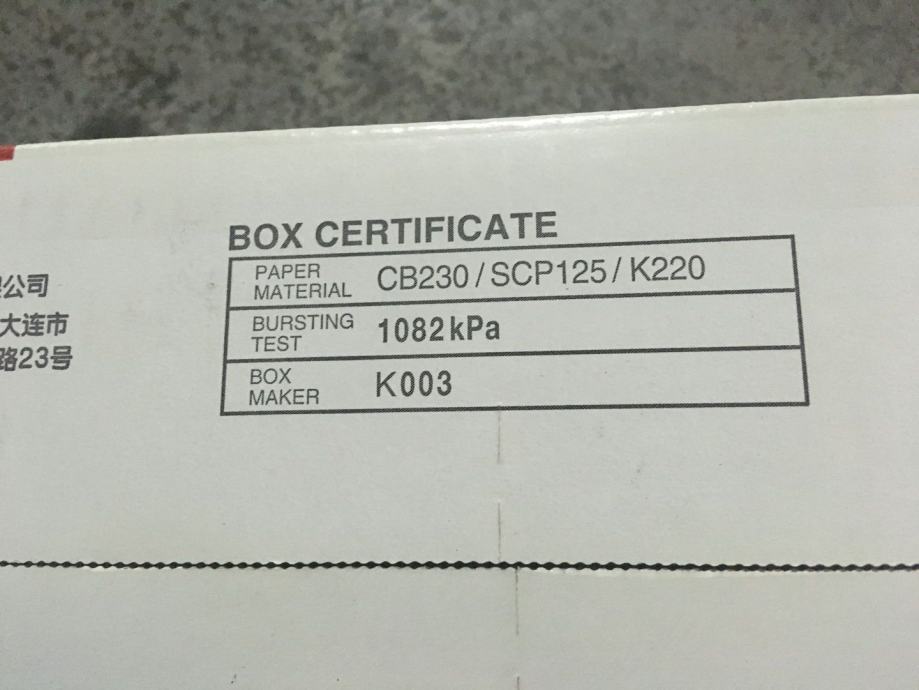 BOX CERTIFICATE
PAPER MATERIAL CB230/SCP125/K220
BURSTING TEST 1082kPa
BOX MAKER K003
公司
大连市
路23号